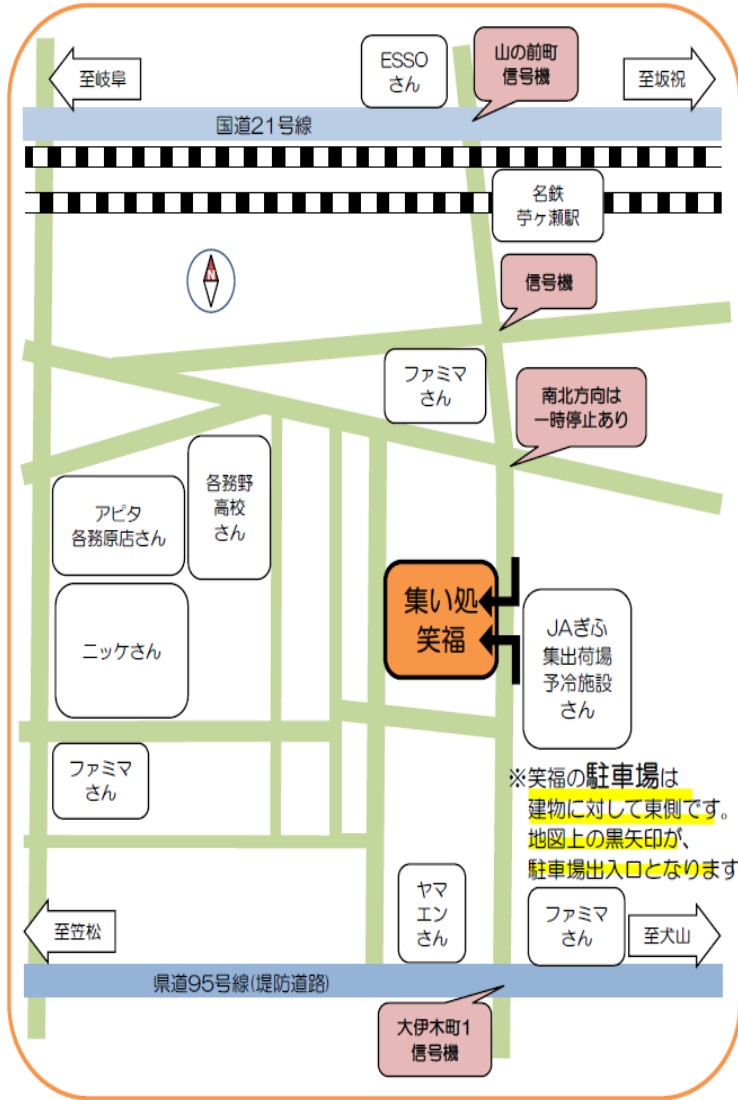 ESSO
さん
山の前町
信号機
至岐阜
至坂祝
国道21号線
名鉄
苧ヶ瀬駅
N
信号機
ファミマ
さん
南北方向は
一時停止あり
各務野
高校
さん
アピタ
各務原店さん
集い処
笑福
JAぎふ
集出荷場
予冷施設
さん
ニッケさん
ファミマ
さん
※笑福の駐車場は
建物に対して東側です。
地図上の黒矢印が、
駐車場出入口となります
ヤマ
エン
さん
ファミマ
さん
至笠松
至犬山
県道95号線(堤防道路)
大伊木町1
信号機